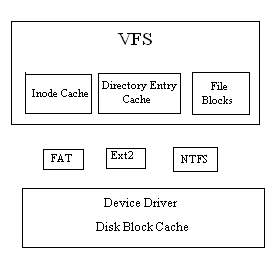 VFS
Inode Cache
Directory Entry
Cache
File
Blocks
FAT
Ext2
NTFS
Device Driver
Disk Block Cache